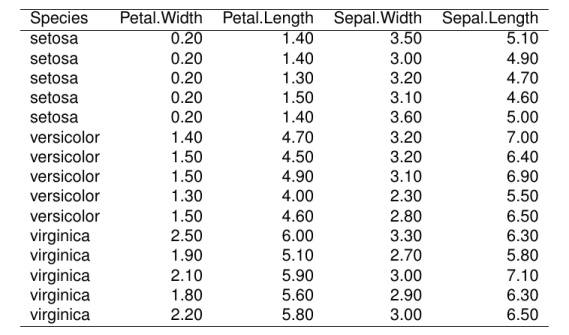 Species Petal.Width Petal.Length Sepal.Width Sepal.Length
setosa 0.20 1.40 3.50 5.10
setosa 0.20 1.40 3.00 4.90
setosa 0.20 1.30 3.20 4.70
setosa 0.20 1.50 3.10 4.60
setosa 0.20 1.40 3.60 5.00
versicolor 1.40 4.70 3.20 7.00
versicolor 1.50 4.50 3.20 6.40
versicolor 1.50 4.90 3.10 6.90
versicolor 1.30 4.00 2.30 5.50
versicolor 1.50 4.60 2.80 6.50
virginica 2.50 6.00 3.30 6.30
virginica 1.90 5.10 2.70 5.80
virginica 2.10 5.90 3.00 7.10
virginica 1.80 5.60 2.90 6.30
virginica 2.20 5.80 3.00 6.50